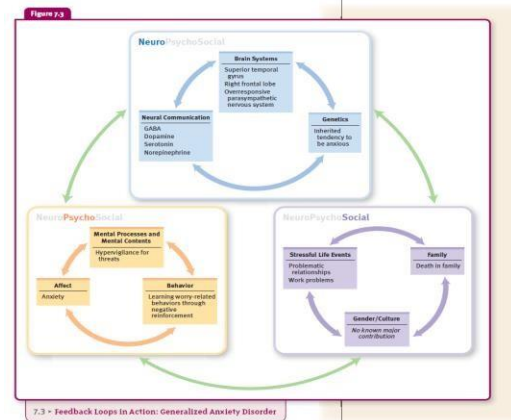 Figure 7.3
NeuroPsychoSocial
Brain Systems
Superior temporal
gyrus
Right frontal lobe
Overresponsive
parasympathetic
nervous system
Neural Communication
GABA
Dopamine
Serotonin
Norepinephrine
Genetics
Inherited
tendency to
be anxious
NeuroPsychoSocial
Mental Processes and
Mental Contents
Hypervigilance for
threats
Affect
Anxiety
Behavior
Learning worry-related
behaviors through
negative
reinforcement
NeuroPsychoSocial
Stressful Life Events
Problematic
relationships
Work problems
Family
Death in family
Gender/Culture
No known major
contribution
7.3 • Feedback Loops in Action: Generalized Anxiety Disorder